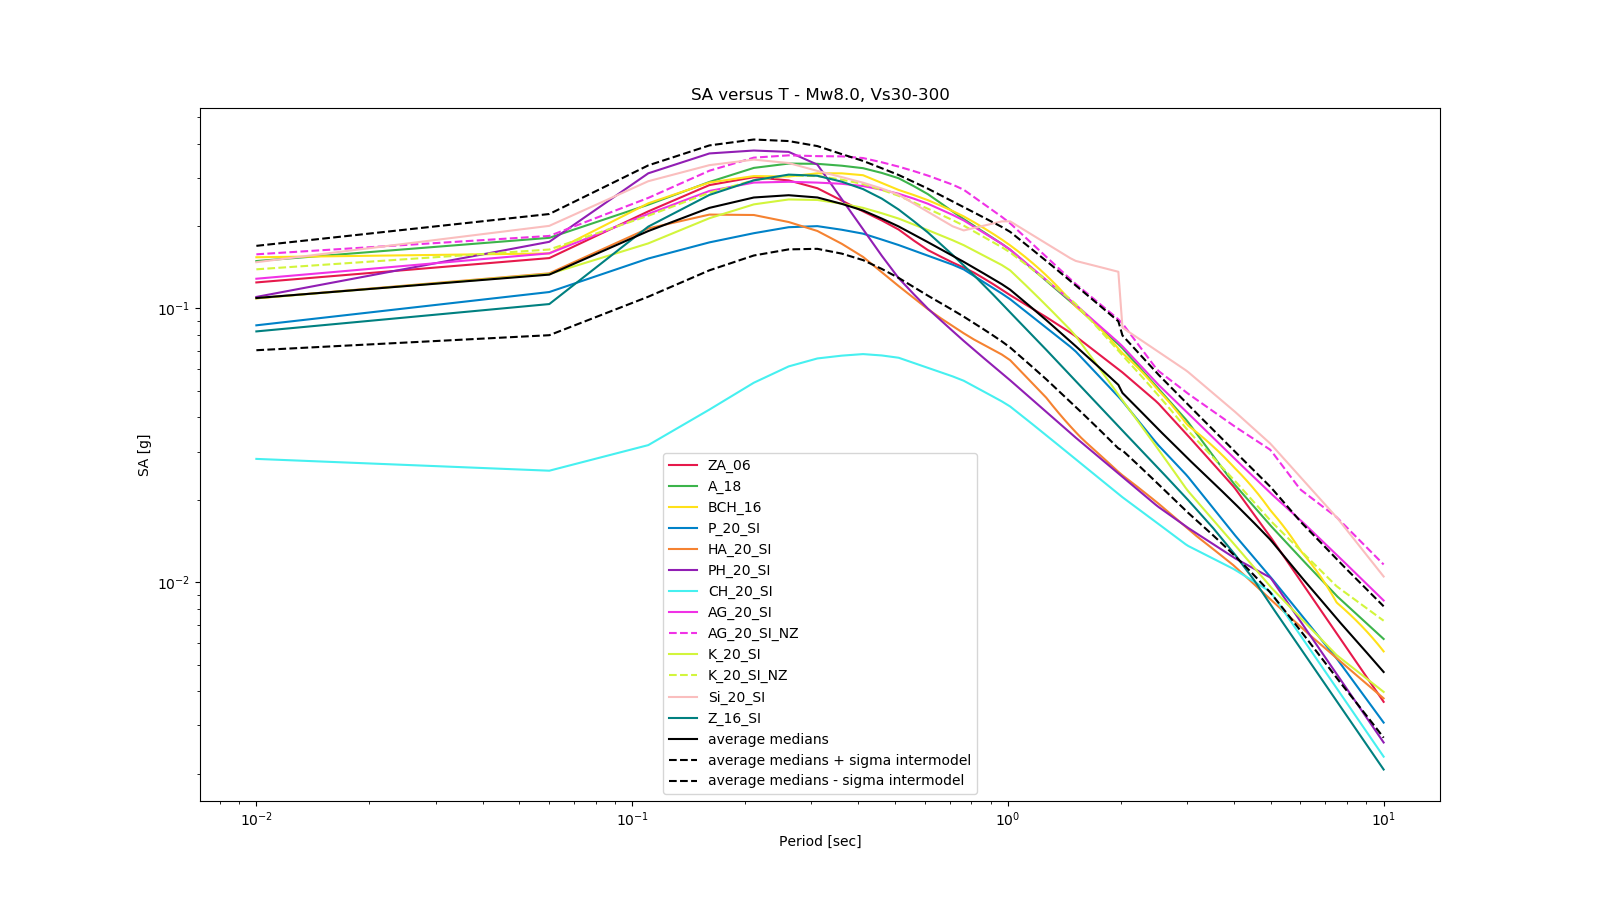 SA versus T - Mw8.0, Vs30-300
SA [g]
10⁻¹
10⁻²
ZA_06
A_18
BCH_16
P_20_SI
HA_20_SI
PH_20_SI
CH_20_SI
AG_20_SI
AG_20_SI_NZ
K_20_SI
K_20_SI_NZ
Si_20_SI
Z_16_SI
average medians
average medians + sigma intermodel
average medians - sigma intermodel
10⁻² 10⁻¹ 10⁰ 10¹
Period [sec]